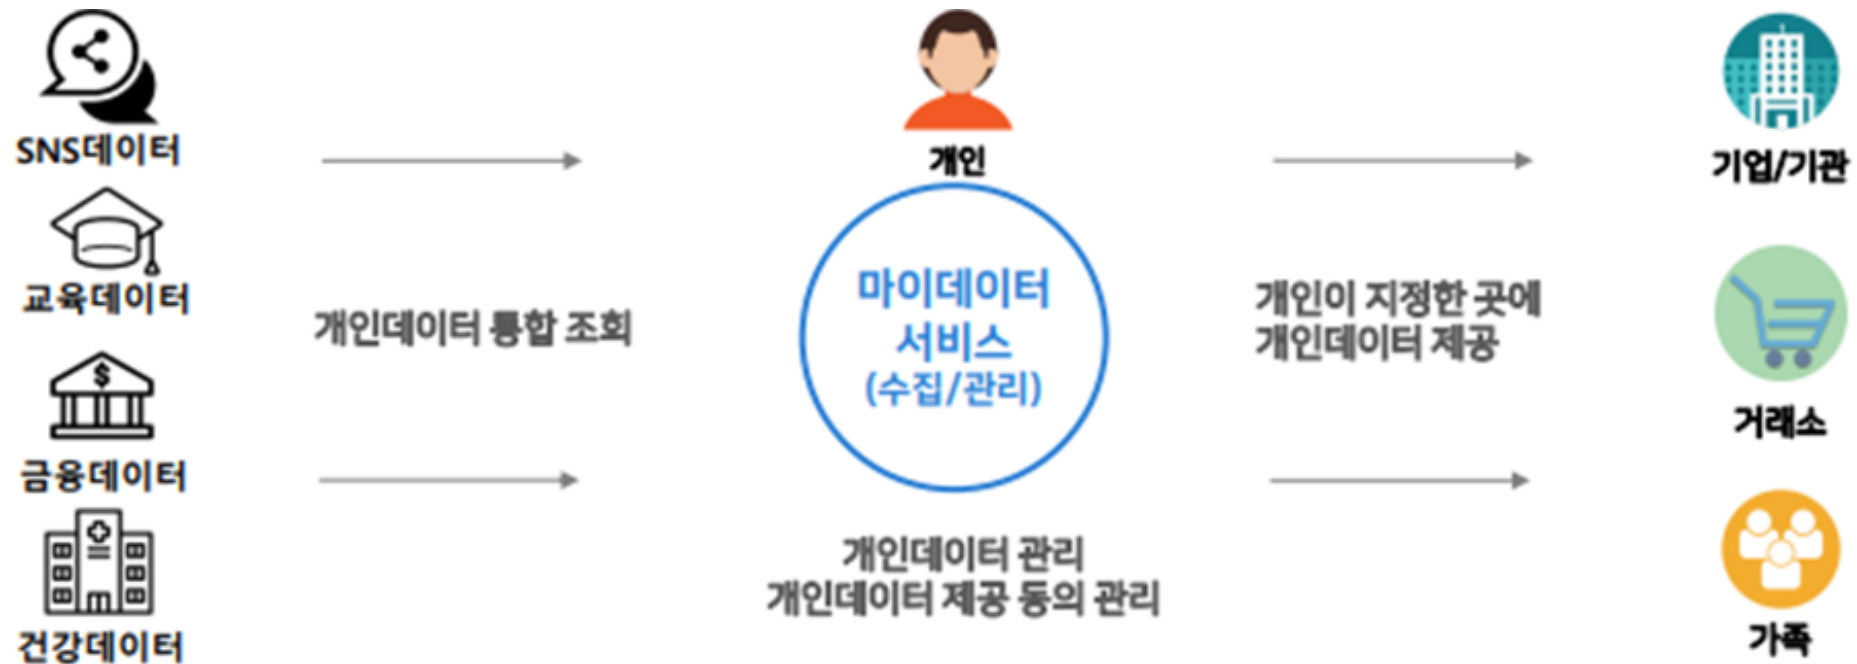 SNS데이터
교육데이터
금융데이터
건강데이터
개인데이터 통합 조회
개인
마이데이터
서비스
(수집/관리)
개인데이터 관리
개인데이터 제공 동의 관리
개인이 지정한 곳에
개인데이터 제공
기업/기관
거래소
가족